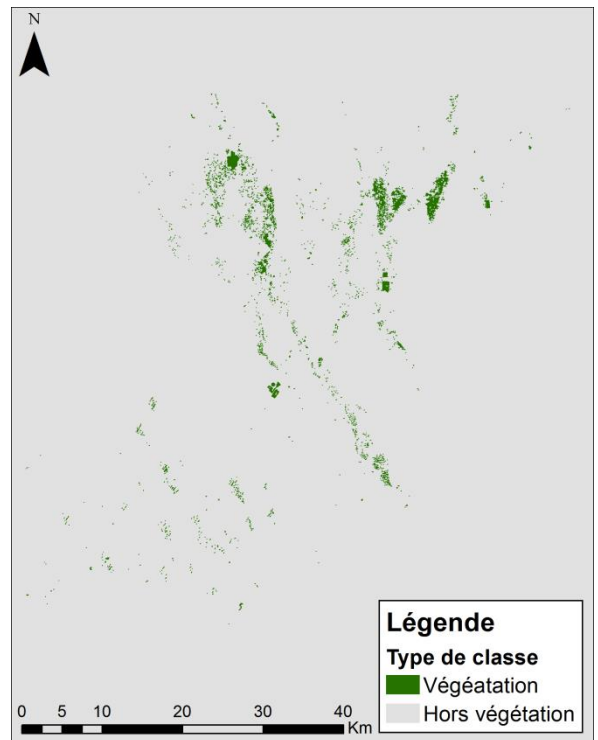 N
Légende
Type de classe
Végéatation
Hors végétation
0 5 10 20 30 40
Km